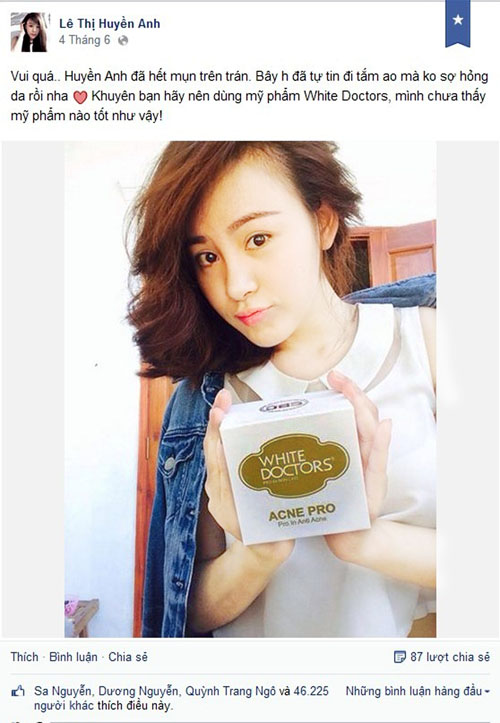 Lê Thị Huyền Anh
4 Tháng 6
Vui quá.. Huyền Anh đã hết mụn trên trán. Bây h đã tự tin đi tắm ao mà ko sợ hỏng
da rồi nha ❤ Khuyên bạn hãy nên dùng mỹ phẩm White Doctors, mình chưa thấy
mỹ phẩm nào tốt như vậy!
WHITE
DOCTORS
ACNE PRO
Pro In Anti Acne
Thích · Bình luận · Chia sẻ
87 lượt chia sẻ
Sa Nguyễn, Dương Nguyễn, Quỳnh Trang Ngô và 46.225
người khác thích điều này.
Những bình luận hàng đầu